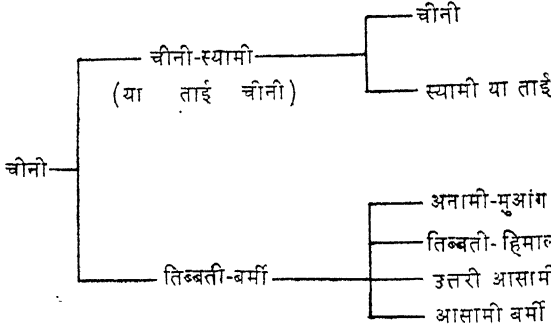 चीनी
चीनी-स्यामी
(या ताई चीनी)
स्यामी या ताई
चीनी
अनामी-मुआंग
तिब्बती-हिमाल
तिब्बती-बर्मी
उत्तरी आसामी
आसामी बर्मी